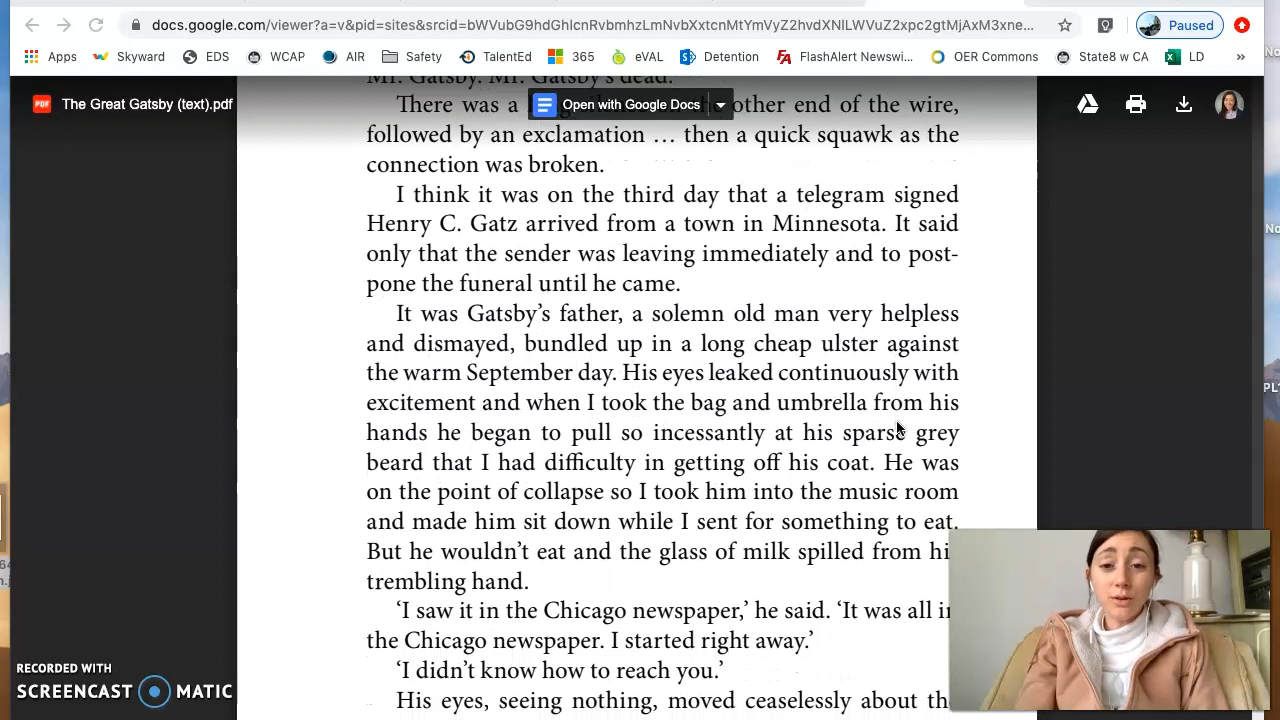 docs.google.com/viewer?a=v&pid=sites&srcid=bWVubG9hdGhlcnRvbmhzLmNvbXxtcnMtYmVyZ2hvdXNlLWVuZ2xpc2gtMjAxM3xne...
Paused
Apps Skyward EDS WCAP AIR Safety TalentEd 365 eVAL Detention FlashAlert Newswi... OER Commons State8 w CA LD »
Mr. Gatsby. Mr. Gatsby's dead.'
PDF The Great Gatsby (text).pdf
Open with Google Docs
There was a other end of the wire,
followed by an exclamation … then a quick squawk as the
connection was broken.
I think it was on the third day that a telegram signed
Henry C. Gatz arrived from a town in Minnesota. It said
only that the sender was leaving immediately and to post-
pone the funeral until he came.
It was Gatsby’s father, a solemn old man very helpless
and dismayed, bundled up in a long cheap ulster against
the warm September day. His eyes leaked continuously with
excitement and when I took the bag and umbrella from his
hands he began to pull so incessantly at his sparse grey
beard that I had difficulty in getting off his coat. He was
on the point of collapse so I took him into the music room
and made him sit down while I sent for something to eat.
But he wouldn’t eat and the glass of milk spilled from hi
trembling hand.
‘I saw it in the Chicago newspaper,’ he said. ‘It was all in
the Chicago newspaper. I started right away.’
‘I didn’t know how to reach you.’
His eyes, seeing nothing, moved ceaselessly about th
RECORDED WITH
SCREENCAST MATIC